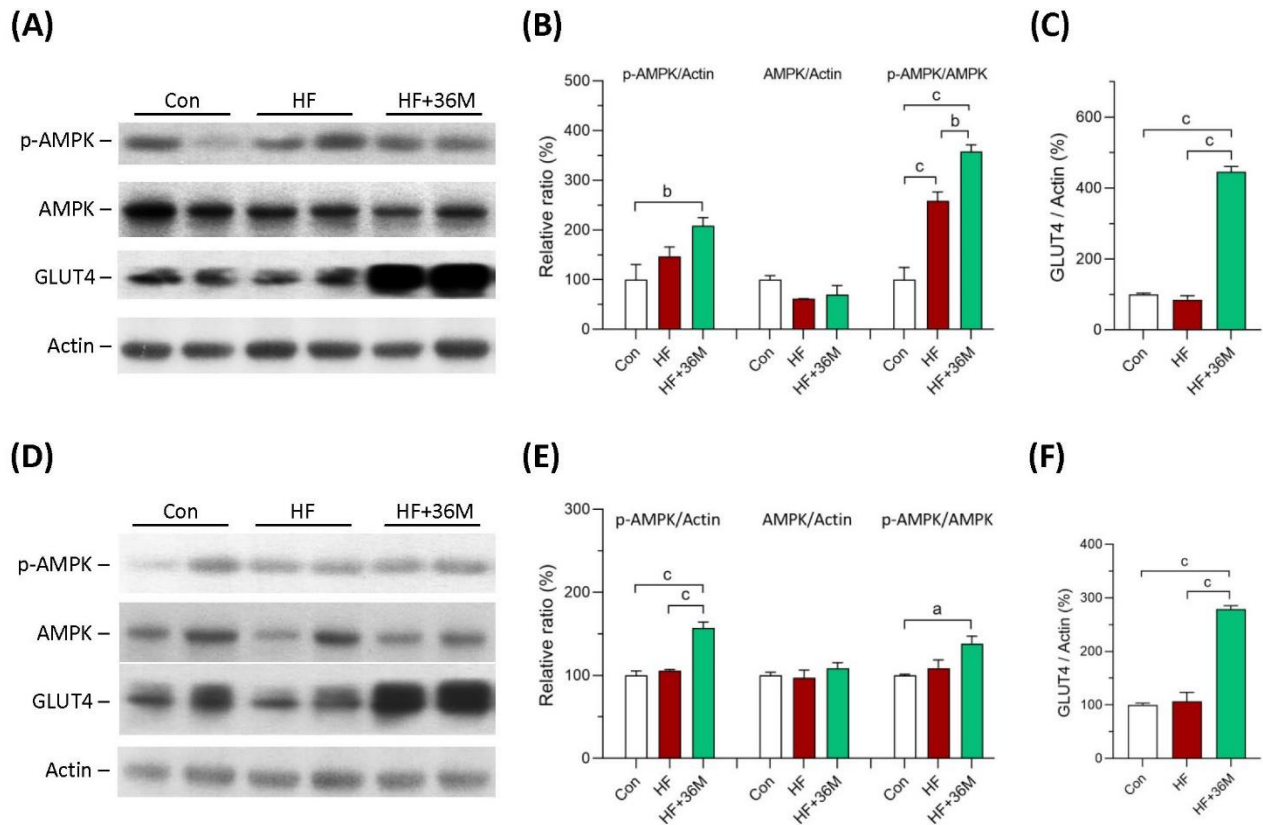 (A)
Con HF HF+36M
p-AMPK –
AMPK –
GLUT4 –
Actin –
(B)
p-AMPK/Actin AMPK/Actin p-AMPK/AMPK
Relative ratio (%)
500
400
350
300
250
200
150
100
50
0
b
c
b
c
Con HF HF+36M Con HF HF+36M Con HF HF+36M
(C)
GLUT4 / Actin (%)
600
400
200
0
c
c
Con HF HF+36M
(D)
Con HF HF+36M
p-AMPK –
AMPK –
GLUT4 –
Actin –
(E)
p-AMPK/Actin AMPK/Actin p-AMPK/AMPK
Relative ratio (%)
300
200
100
0
c
c
a
Con HF HF+36M Con HF HF+36M Con HF HF+36M
(F)
GLUT4 / Actin (%)
400
300
200
100
0
c
c
Con HF HF+36M